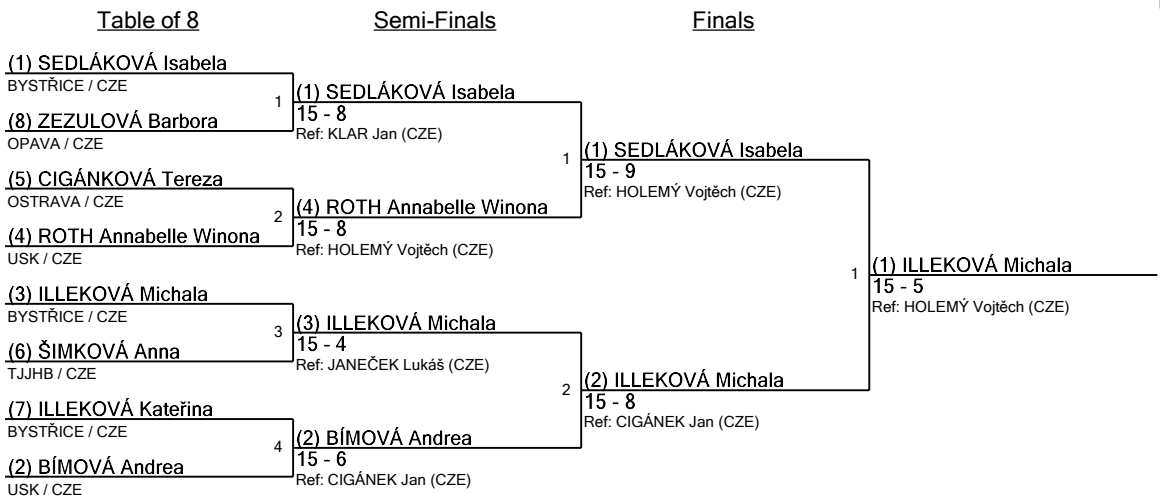 Table of 8
Semi-Finals
Finals
(1) SEDLÁKOVÁ Isabela
BYSTŘICE / CZE
1
(8) ZEZULOVÁ Barbora
OPAVA / CZE
(5) CIGÁNKOVÁ Tereza
OSTRAVA / CZE
2
(4) ROTH Annabelle Winona
USK / CZE
(3) ILLEKOVÁ Michala
BYSTŘICE / CZE
3
(6) ŠIMKOVÁ Anna
TJJHB / CZE
(7) ILLEKOVÁ Kateřina
BYSTŘICE / CZE
4
(2) BÍMOVÁ Andrea
USK / CZE
(1) SEDLÁKOVÁ Isabela
15 - 8
Ref: KLAR Jan (CZE)
1
(4) ROTH Annabelle Winona
15 - 8
Ref: HOLEMÝ Vojtěch (CZE)
(3) ILLEKOVÁ Michala
15 - 4
Ref: JANEČEK Lukáš (CZE)
2
(2) BÍMOVÁ Andrea
15 - 6
Ref: CIGÁNEK Jan (CZE)
(1) SEDLÁKOVÁ Isabela
15 - 9
Ref: HOLEMÝ Vojtěch (CZE)
1
(2) ILLEKOVÁ Michala
15 - 8
Ref: CIGÁNEK Jan (CZE)
(1) ILLEKOVÁ Michala
15 - 5
Ref: HOLEMÝ Vojtěch (CZE)